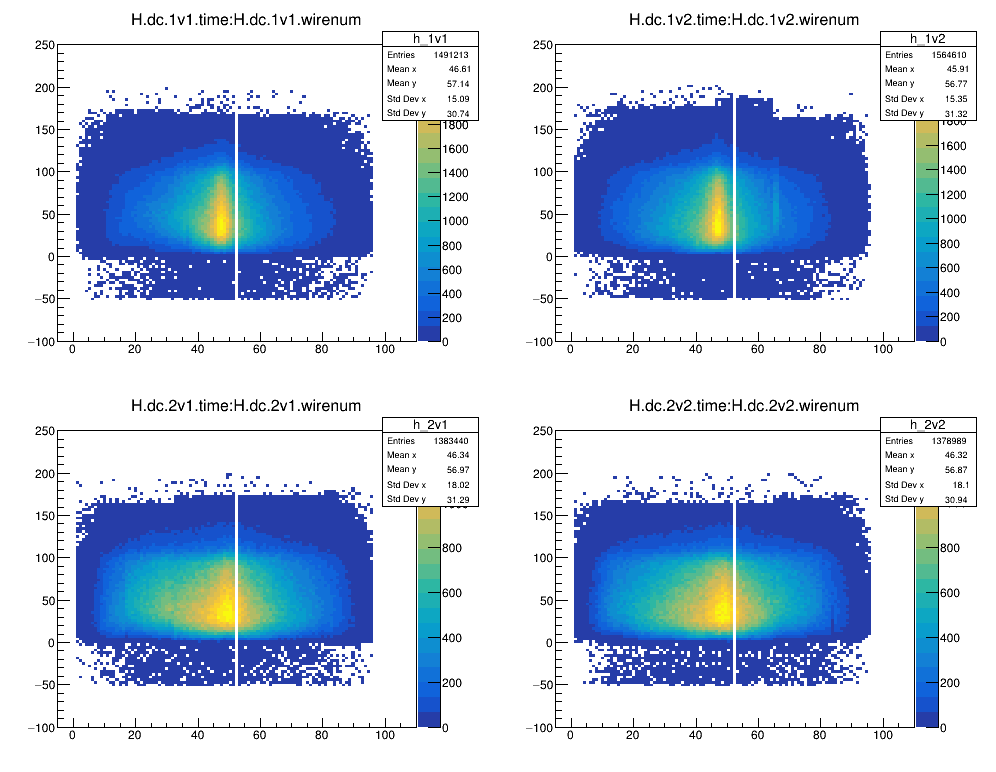 H.dc.1v1.time:H.dc.1v1.wirenum
h_1v1
Entries 1491213
Mean x 46.61
Mean y 57.14
Std Dev x 15.09
Std Dev y 30.74
250
200
150
100
50
0
−50
−100
0 20 40 60 80 100
1800
1600
1400
1200
1000
800
600
400
200
0
H.dc.1v2.time:H.dc.1v2.wirenum
h_1v2
Entries 1564610
Mean x 45.91
Mean y 56.77
Std Dev x 15.35
Std Dev y 31.32
250
200
150
100
50
0
−50
−100
0 20 40 60 80 100
1800
1600
1400
1200
1000
800
600
400
200
0
H.dc.2v1.time:H.dc.2v1.wirenum
h_2v1
Entries 1383440
Mean x 46.34
Mean y 56.97
Std Dev x 18.02
Std Dev y 31.29
250
200
150
100
50
0
−50
−100
0 20 40 60 80 100
800
600
400
200
0
H.dc.2v2.time:H.dc.2v2.wirenum
h_2v2
Entries 1378989
Mean x 46.32
Mean y 56.87
Std Dev x 18.1
Std Dev y 30.94
250
200
150
100
50
0
−50
−100
0 20 40 60 80 100
800
600
400
200
0